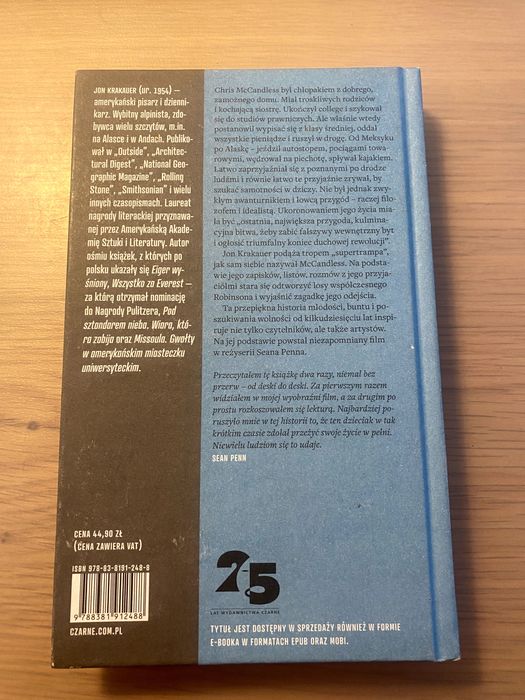 JON KRAKAUER (ur. 1954) —
amerykański pisarz i dzienni-
karz. Wybitny alpinista, zdo-
bywca wielu szczytów, m.in.
na Alasce i w Andach. Publiko-
wał w „Outside”, „Architec-
tural Digest”, „National Geo-
graphic Magazine”, „Rolling
Stone”, „Smithsonian” i wielu
innych czasopismach. Laureat
nagrody literackiej przyznawa-
nej przez Amerykańską Akade-
mię Sztuki i Literatury. Autor
ośmiu książek, z których po
polsku ukazały się Eiger wy-
śniony, Wszystko za Everest —
za którą otrzymał nominację
do Nagrody Pulitzera, Pod
sztandarem nieba. Wiara, która
zabija oraz Missoula. Gwałty
w amerykańskim miasteczku
uniwersyteckim.
CENA 44,90 ZŁ
(CENA ZAWIERA VAT)
ISBN 978-83-8191-248-8
9 788381 912488
CZARNE.COM.PL
Chris McCandless był chłopakiem z dobrego,
zamożnego domu. Miał troskliwych rodziców
i kochającą siostrę. Ukończył college i szykował
się do studiów prawniczych. Ale właśnie wtedy
postanowił wypisać się z klasy średniej, oddał
wszystkie pieniądze i ruszył w drogę. Od Meksyku
po Alaskę – jeździł autostopem, pociągami towa-
rowymi, wędrował na piechotę, spływał kajakiem.
Łatwo zaprzyjaźniał się z poznanymi po drodze
ludźmi i równie łatwo te przyjaźnie zrywał, by
szukać samotności w dziczy. Nie był jednak zwy-
kłym awanturnikiem i łowcą przygód – raczej filo-
zofem i idealistą. Ukoronowaniem jego życia mia-
ła być „ostatnia, największa przygoda, kulmina-
cyjna bitwa, żeby zabić fałszywy wewnętrzny byt
i ogłosić triumfalny koniec duchowej rewolucji”.
Jon Krakauer podąża tropem „supertrampa”,
jak sam siebie nazywał McCandless. Na podsta-
wie jego zapisków, listów, rozmów z jego przyja-
ciółmi stara się odtworzyć losy współczesnego
Robinsona i wyjaśnić zagadkę jego odejścia.
Ta przepiękna historia młodości, buntu i po-
szukiwania wolności od kilkudziesięciu lat inspi-
ruje nie tylko czytelników, ale także artystów.
Na jej podstawie powstał niezapomniany film
w reżyserii Seana Penna.
Przeczytałem tę książkę dwa razy, niemal bez
przerw – od deski do deski. Za pierwszym razem
widziałem w mojej wyobraźni film, a za drugim po
prostu rozkoszowałem się lekturą. Najbardziej po-
ruszyło mnie w tej historii to, że ten dzieciak w tak
krótkim czasie zdołał przeżyć swoje życie w pełni.
Niewielu ludziom się to udaje.
SEAN PENN
25
LAT WYDAWNICTWA CZARNE
TYTUŁ JEST DOSTĘPNY W SPRZEDAŻY RÓWNIEŻ W FORMIE
E-BOOKA W FORMATACH EPUB ORAZ MOBI.